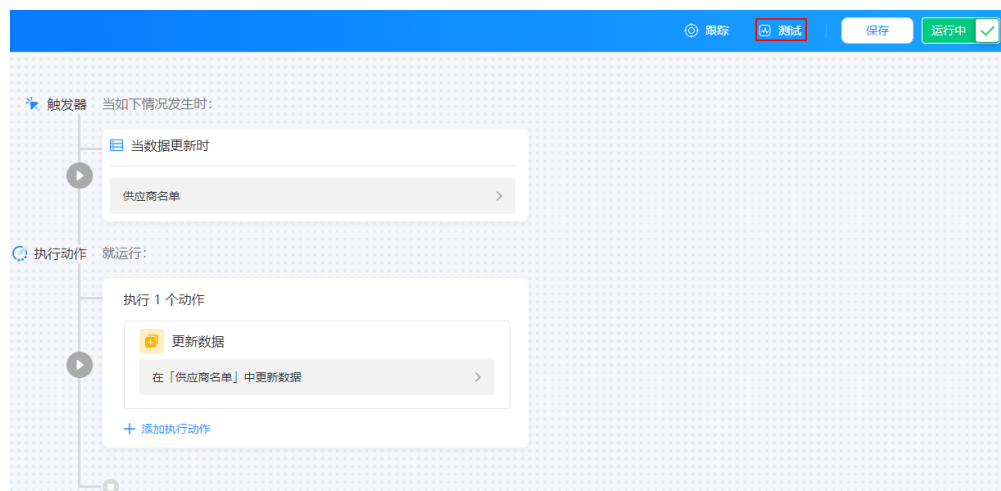 跟踪 测试 保存 运行中
触发器 当如下情况发生时：
当数据更新时
供应商名单
执行动作 就运行：
执行 1 个动作
更新数据
在「供应商名单」中更新数据
添加执行动作